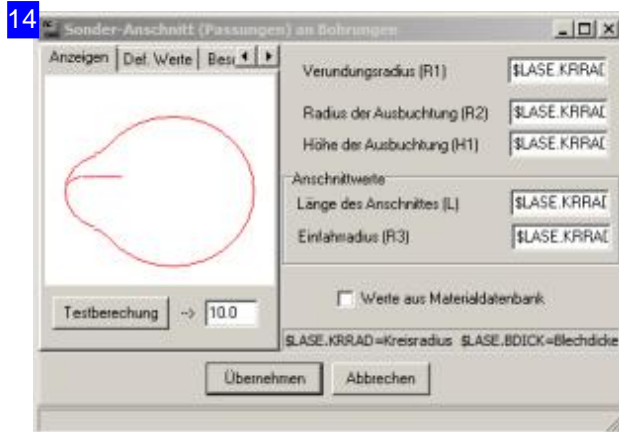 14
Sonder-Anschnitt (Passungen) an Bohrungen
Anzeigen Def. Werte
Verundungsradius (R1) $LASE.KRRAD
Radius der Ausbuchtung (R2) $LASE.KRRAD
Höhe der Ausbuchtung (H1) $LASE.KRRAD
Anschnittwerte
Länge des Anschnittes (L) $LASE.KRRAD
Einfahrradius (R3) $LASE.KRRAD
Testberechung --> 10.0
Werte aus Materialdatenbank
$LASE.KRRAD=Kreisradius $LASE.BDICK=Blechdicke
Übernehmen Abbrechen